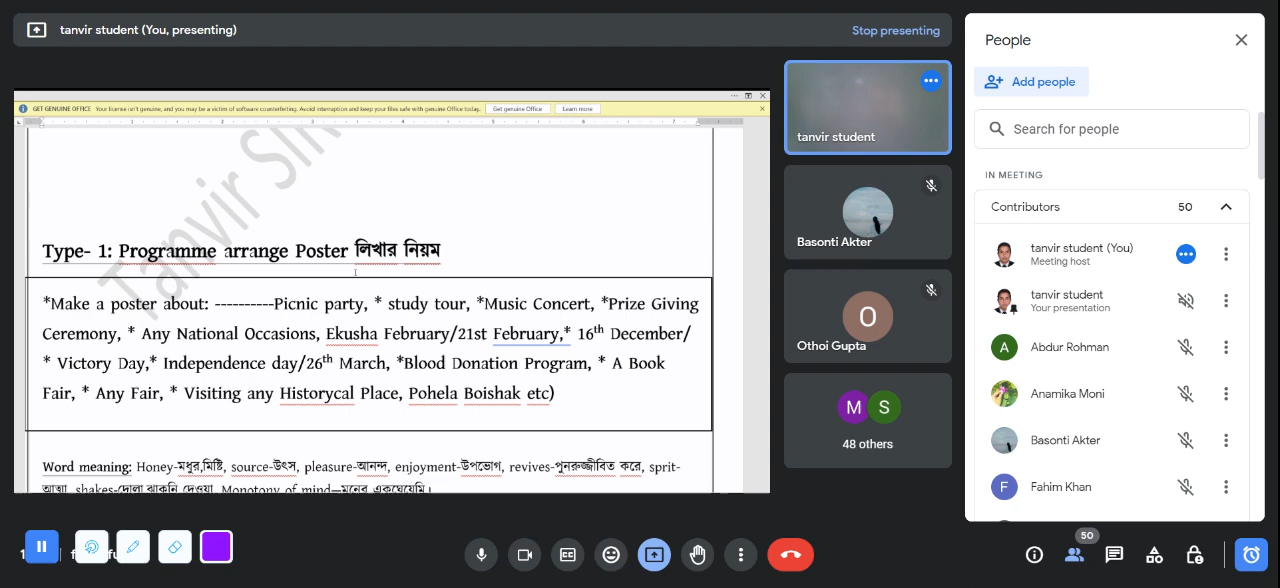 tanvir student (You, presenting)
Stop presenting
GET GENUINE OFFICE Your license isn't genuine, and you may be a victim of software counterfeiting. Avoid interruption and keep your files safe with genuine Office today. Get genuine Office Learn more
Type- 1: Programme arrange Poster লিখার নিয়ম
*Make a poster about: ----------Picnic party, * study tour, *Music Concert, *Prize Giving
Ceremony, * Any National Occasions, Ekusha February/21st February,* 16th December/
* Victory Day,* Independence day/26th March, *Blood Donation Program, * A Book
Fair, * Any Fair, * Visiting any Historycal Place, Pohela Boishak etc)
Word meaning: Honey-মধুর,মিষ্টি, source-উৎস, pleasure-আনন্দ, enjoyment-উপভোগ, revives-পুনরুজ্জীবিত করে, sprit-
আত্মা, shakes-দোলা ঝাকনি দেওয়া, Monotony of mind—মনের একঘেয়েমি।
tanvir student
Basonti Akter
O
Othoi Gupta
M S
48 others
People
Add people
Search for people
IN MEETING
Contributors 50
tanvir student (You)
Meeting host
tanvir student
Your presentation
A Abdur Rohman
Anamika Moni
Basonti Akter
F Fahim Khan
50